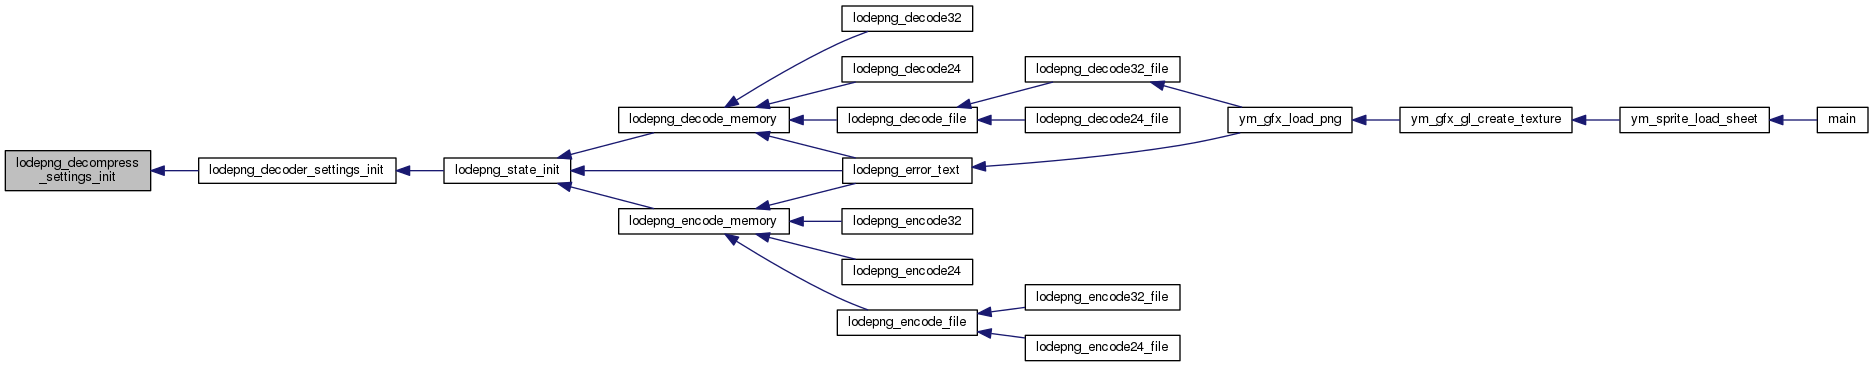 lodepng_decompress
_settings_init
lodepng_decoder_settings_init
lodepng_state_init
lodepng_decode_memory
lodepng_encode_memory
lodepng_decode32
lodepng_decode24
lodepng_decode_file
lodepng_error_text
lodepng_encode32
lodepng_encode24
lodepng_encode_file
lodepng_decode32_file
lodepng_decode24_file
lodepng_encode32_file
lodepng_encode24_file
ym_gfx_load_png
ym_gfx_gl_create_texture
ym_sprite_load_sheet
main